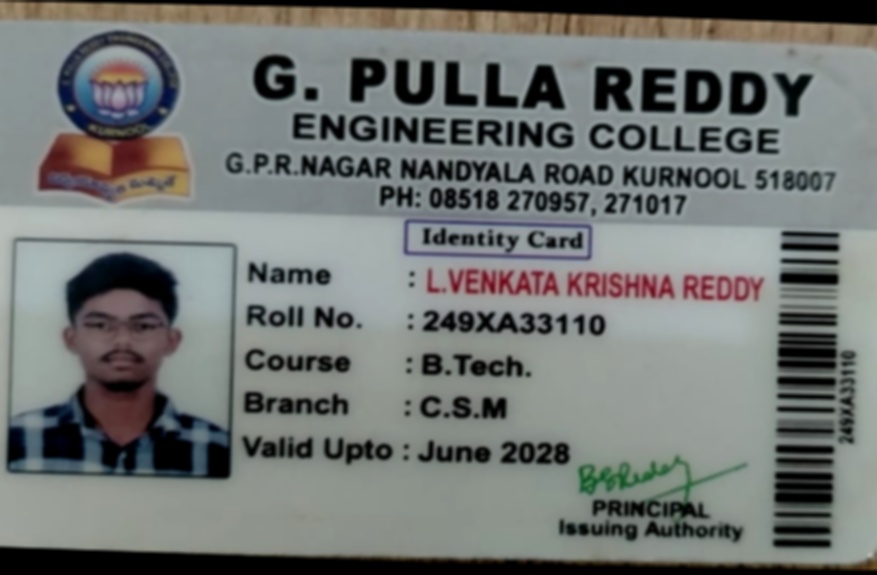 G. PULLA REDDY
ENGINEERING COLLEGE
G.P.R.NAGAR NANDYALA ROAD KURNOOL 518007
PH: 08518 270957, 271017
KURNOOL
Identity Card
Name : L.VENKATA KRISHNA REDDY
Roll No. : 249XA33110
Course : B.Tech.
Branch : C.S.M
Valid Upto : June 2028
PRINCIPAL
Issuing Authority
249XA33110